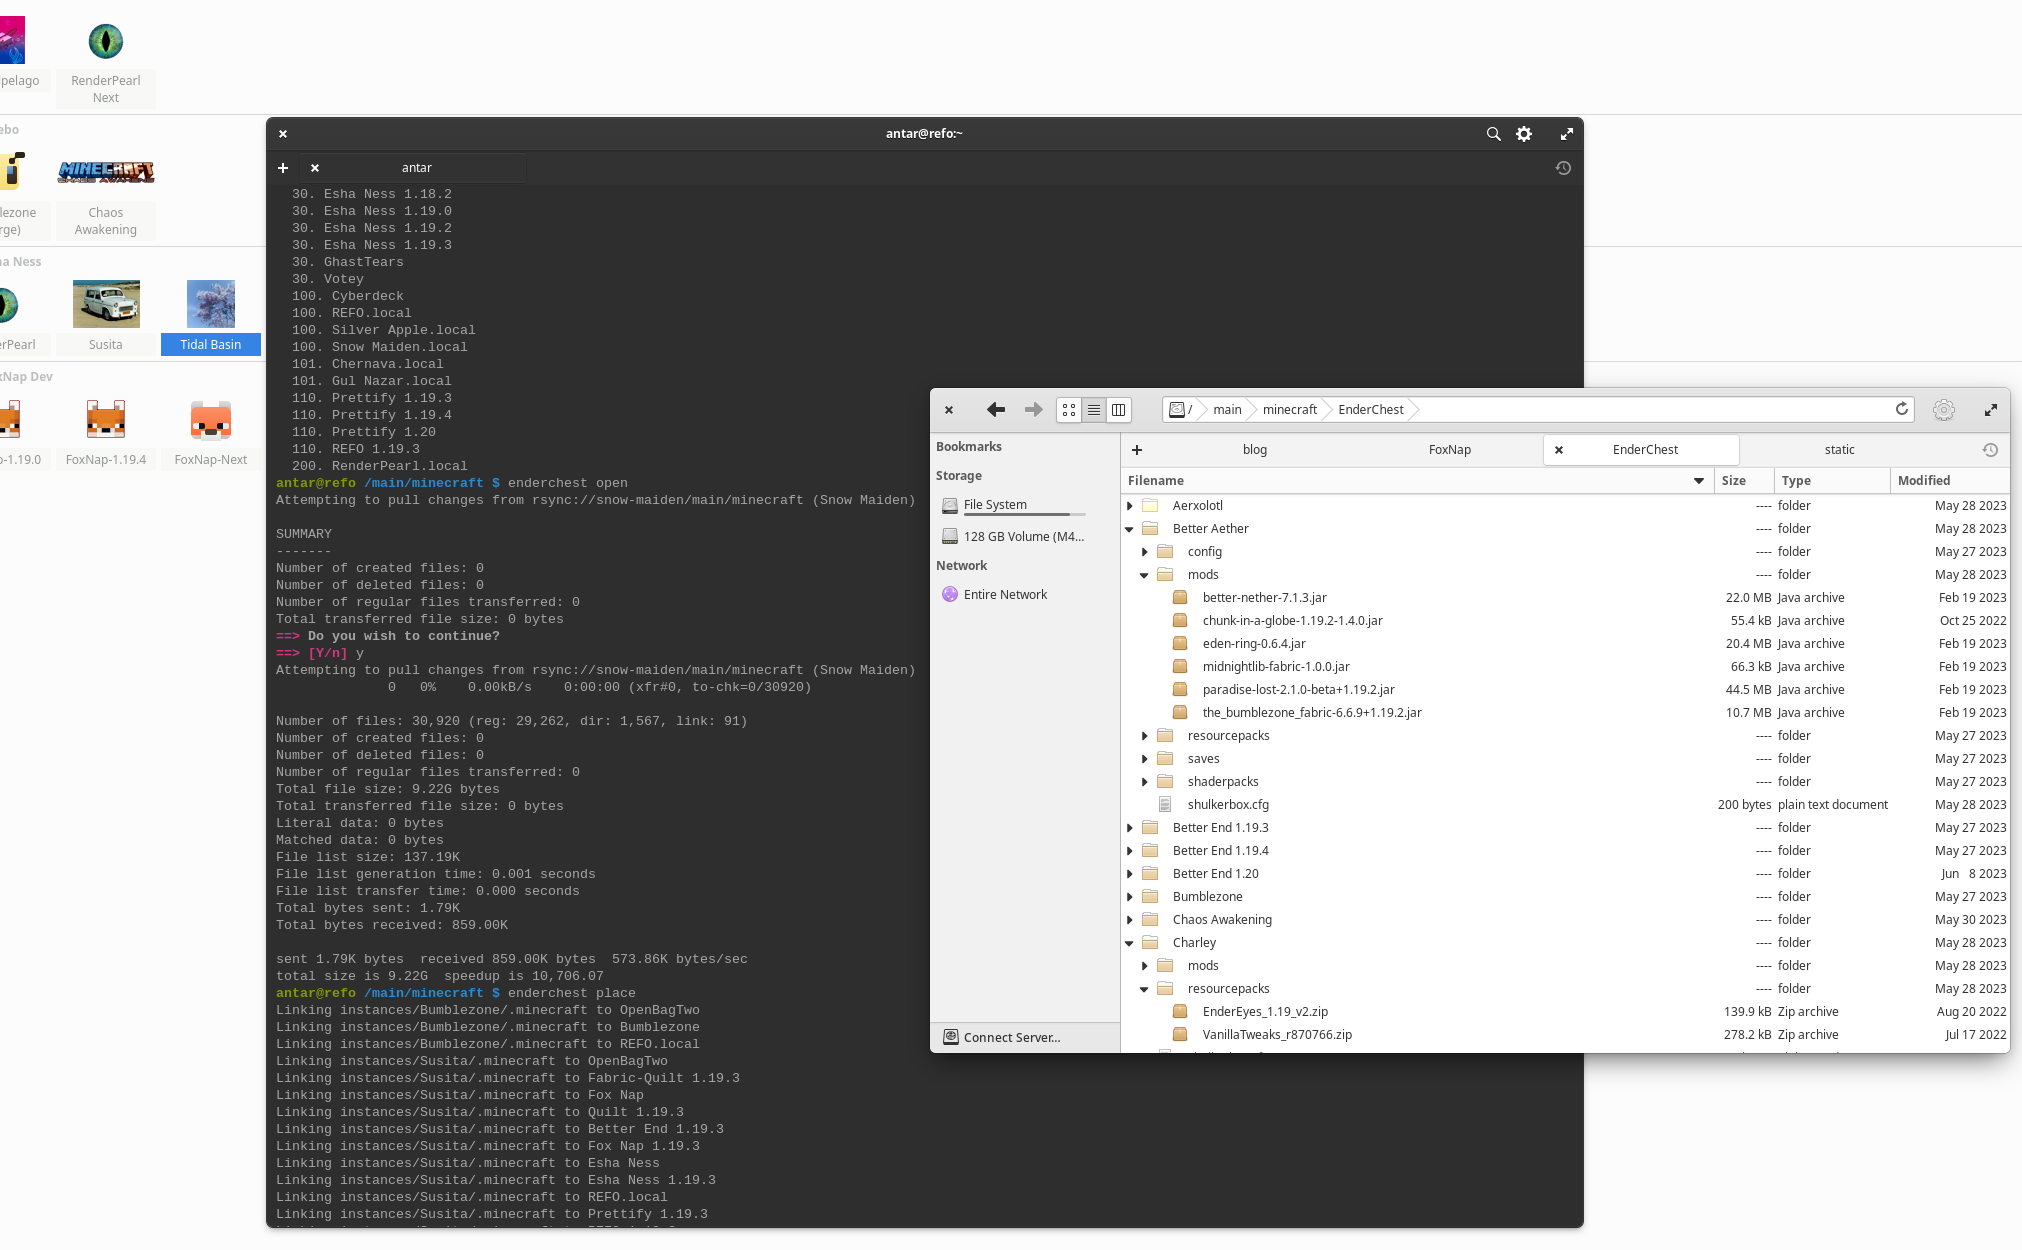 pelago
RenderPearl
Next
ebo
lezone
rge)
MINECRAFT
CHAOS AWAKENS
Chaos
Awakening
a Ness
erPearl
Susita
Tidal Basin
xNap Dev
p-1.19.0
FoxNap-1.19.4
FoxNap-Next
antar@refo:~
antar
30. Esha Ness 1.18.2
30. Esha Ness 1.19.0
30. Esha Ness 1.19.2
30. Esha Ness 1.19.3
30. GhastTears
30. Votey
100. Cyberdeck
100. REFO.local
100. Silver Apple.local
100. Snow Maiden.local
101. Chernava.local
101. Gul Nazar.local
110. Prettify 1.19.3
110. Prettify 1.19.4
110. Prettify 1.20
110. REFO 1.19.3
200. RenderPearl.local
antar@refo /main/minecraft $ enderchest open
Attempting to pull changes from rsync://snow-maiden/main/minecraft (Snow Maiden)
SUMMARY
-------
Number of created files: 0
Number of deleted files: 0
Number of regular files transferred: 0
Total transferred file size: 0 bytes
==> Do you wish to continue?
==> [Y/n] y
Attempting to pull changes from rsync://snow-maiden/main/minecraft (Snow Maiden)
0 0% 0.00kB/s 0:00:00 (xfr#0, to-chk=0/30920)
Number of files: 30,920 (reg: 29,262, dir: 1,567, link: 91)
Number of created files: 0
Number of deleted files: 0
Number of regular files transferred: 0
Total file size: 9.22G bytes
Total transferred file size: 0 bytes
Literal data: 0 bytes
Matched data: 0 bytes
File list size: 137.19K
File list generation time: 0.001 seconds
File list transfer time: 0.000 seconds
Total bytes sent: 1.79K
Total bytes received: 859.00K
sent 1.79K bytes received 859.00K bytes 573.86K bytes/sec
total size is 9.22G speedup is 10,706.07
antar@refo /main/minecraft $ enderchest place
Linking instances/Bumblezone/.minecraft to OpenBagTwo
Linking instances/Bumblezone/.minecraft to Bumblezone
Linking instances/Bumblezone/.minecraft to REFO.local
Linking instances/Susita/.minecraft to OpenBagTwo
Linking instances/Susita/.minecraft to Fabric-Quilt 1.19.3
Linking instances/Susita/.minecraft to Fox Nap
Linking instances/Susita/.minecraft to Quilt 1.19.3
Linking instances/Susita/.minecraft to Better End 1.19.3
Linking instances/Susita/.minecraft to Fox Nap 1.19.3
Linking instances/Susita/.minecraft to Esha Ness
Linking instances/Susita/.minecraft to Esha Ness 1.19.3
Linking instances/Susita/.minecraft to REFO.local
Linking instances/Susita/.minecraft to Prettify 1.19.3
/ main minecraft EnderChest
Bookmarks
Storage
File System
128 GB Volume (M4...
Network
Entire Network
Connect Server...
blog FoxNap EnderChest static
Filename Size Type Modified
Aerxolotl ---- folder May 28 2023
Better Aether ---- folder May 28 2023
config ---- folder May 27 2023
mods ---- folder May 28 2023
better-nether-7.1.3.jar 22.0 MB Java archive Feb 19 2023
chunk-in-a-globe-1.19.2-1.4.0.jar 55.4 kB Java archive Oct 25 2022
eden-ring-0.6.4.jar 20.4 MB Java archive Feb 19 2023
midnightlib-fabric-1.0.0.jar 66.3 kB Java archive Feb 19 2023
paradise-lost-2.1.0-beta+1.19.2.jar 44.5 MB Java archive Feb 19 2023
the_bumblezone_fabric-6.6.9+1.19.2.jar 10.7 MB Java archive Feb 19 2023
resourcepacks ---- folder May 27 2023
saves ---- folder May 27 2023
shaderpacks ---- folder May 27 2023
shulkerbox.cfg 200 bytes plain text document May 28 2023
Better End 1.19.3 ---- folder May 27 2023
Better End 1.19.4 ---- folder May 27 2023
Better End 1.20 ---- folder Jun 8 2023
Bumblezone ---- folder May 27 2023
Chaos Awakening ---- folder May 30 2023
Charley ---- folder May 28 2023
mods ---- folder May 28 2023
resourcepacks ---- folder May 28 2023
EnderEyes_1.19_v2.zip 139.9 kB Zip archive Aug 20 2022
VanillaTweaks_r870766.zip 278.2 kB Zip archive Jul 17 2022